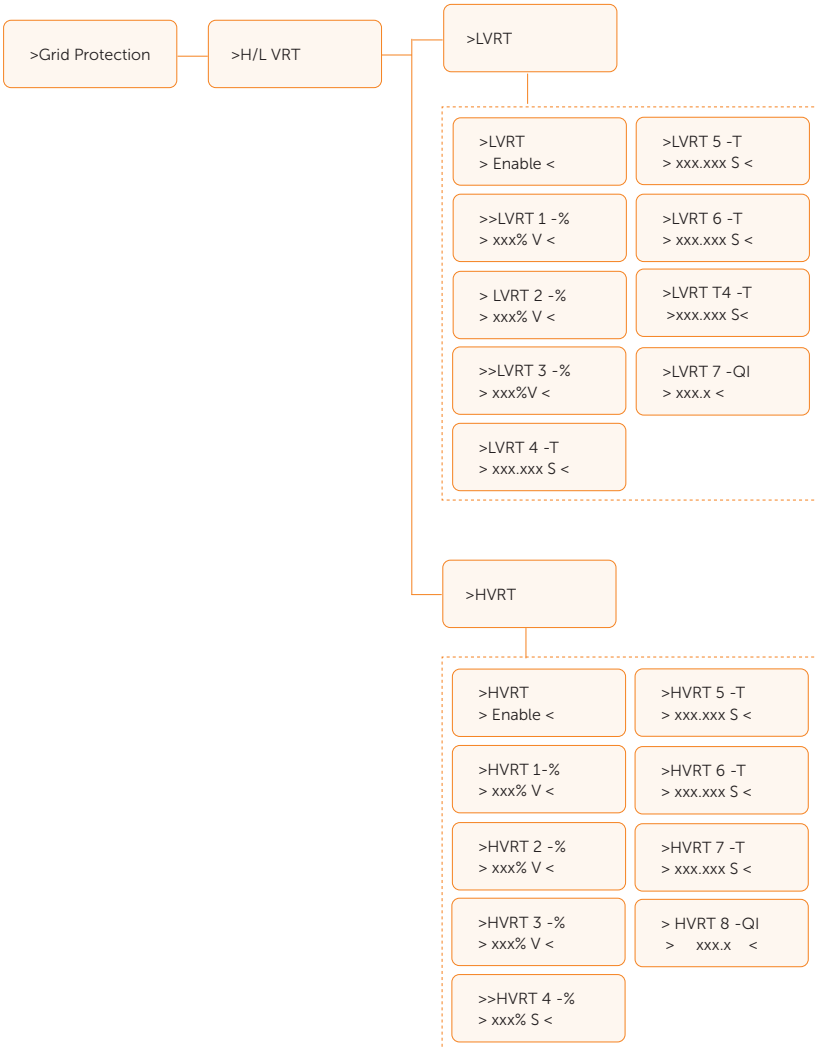 >Grid Protection
>H/L VRT
>LVRT
>LVRT
> Enable <
>>LVRT 1 -%
> xxx% V <
> LVRT 2 -%
> xxx% V <
>>LVRT 3 -%
> xxx%V <
>LVRT 4 -T
> xxx.xxx S <
>LVRT 5 -T
> xxx.xxx S <
>LVRT 6 -T
> xxx.xxx S <
>LVRT T4 -T
>xxx.xxx S<
>LVRT 7 -QI
> xxx.x <
>HVRT
>HVRT
> Enable <
>HVRT 1-%
> xxx% V <
>HVRT 2 -%
> xxx% V <
>HVRT 3 -%
> xxx% V <
>>HVRT 4 -%
> xxx% S <
>HVRT 5 -T
> xxx.xxx S <
>HVRT 6 -T
> xxx.xxx S <
>HVRT 7 -T
> xxx.xxx S <
> HVRT 8 -QI
>     xxx.x    <